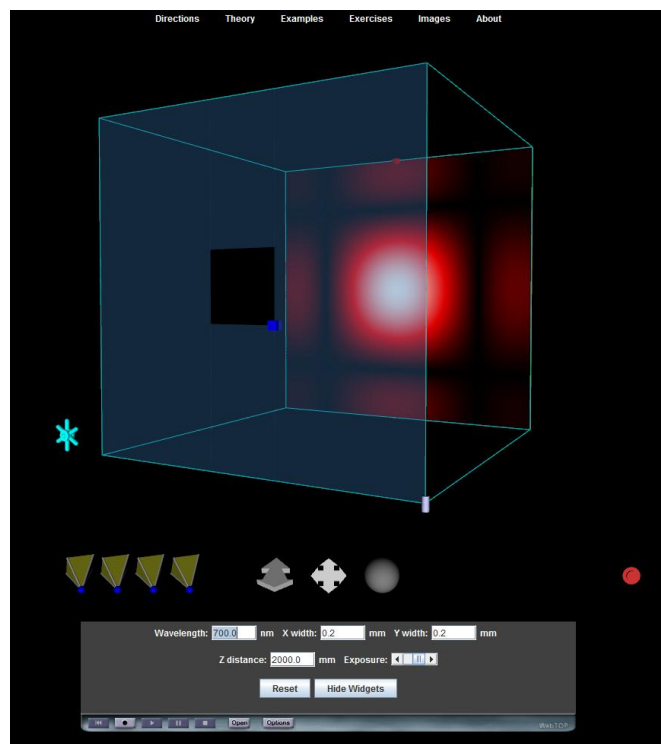 Directions Theory Examples Exercises Images About
Wavelength: 700.0 nm X width: 0.2 mm Y width: 0.2 mm
Z distance: 2000.0 mm Exposure:
Reset Hide Widgets
Open Options WebTOP